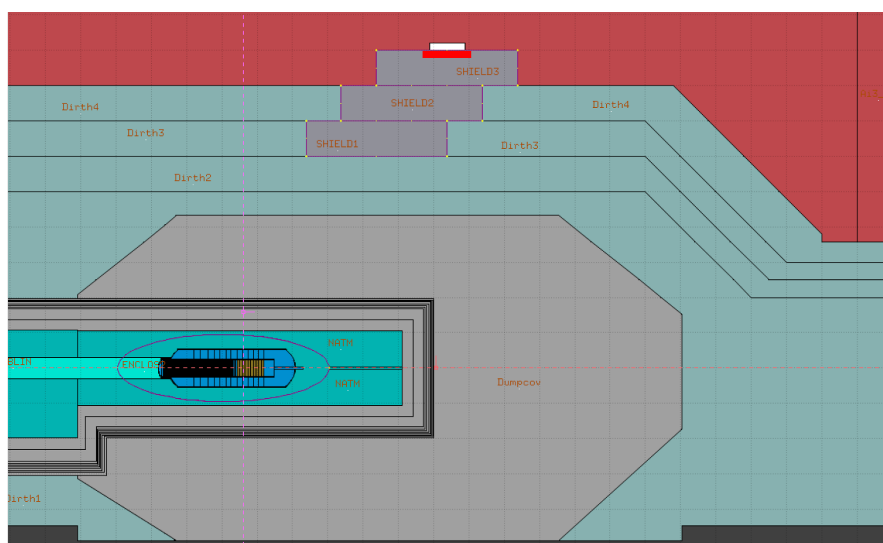 SHIELD3
SHIELD2
Dirth4
Dirth4
Dirth3
SHIELD1
Dirth3
Dirth2
NATM
BLIN
NATM
Dumpcov
Dirth1